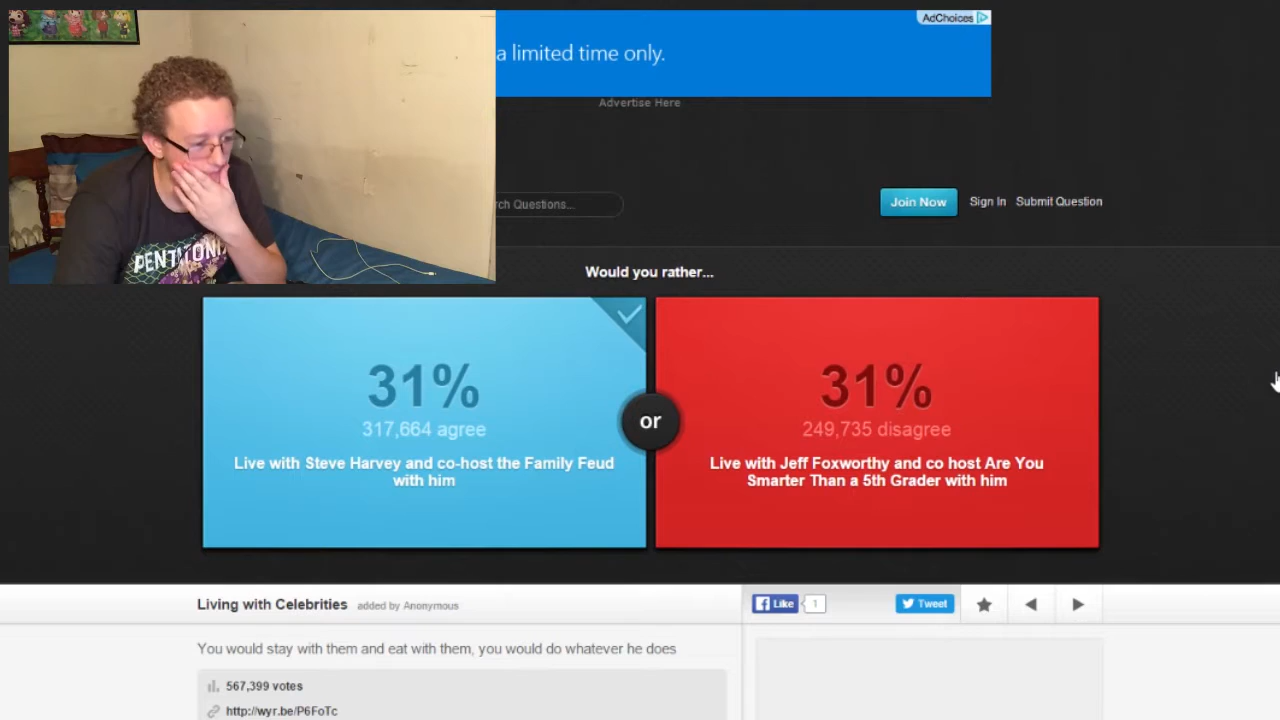 AdChoices
a limited time only.
Advertise Here
rch Questions...
Join Now
Sign In
Submit Question
PENTATONI
Would you rather...
31%
317,664 agree
Live with Steve Harvey and co-host the Family Feud
with him
or
31%
249,735 disagree
Live with Jeff Foxworthy and co host Are You
Smarter Than a 5th Grader with him
Living with Celebrities added by Anonymous
Like
1
Tweet
You would stay with them and eat with them, you would do whatever he does
567,399 votes
http://wyr.be/P6FoTc